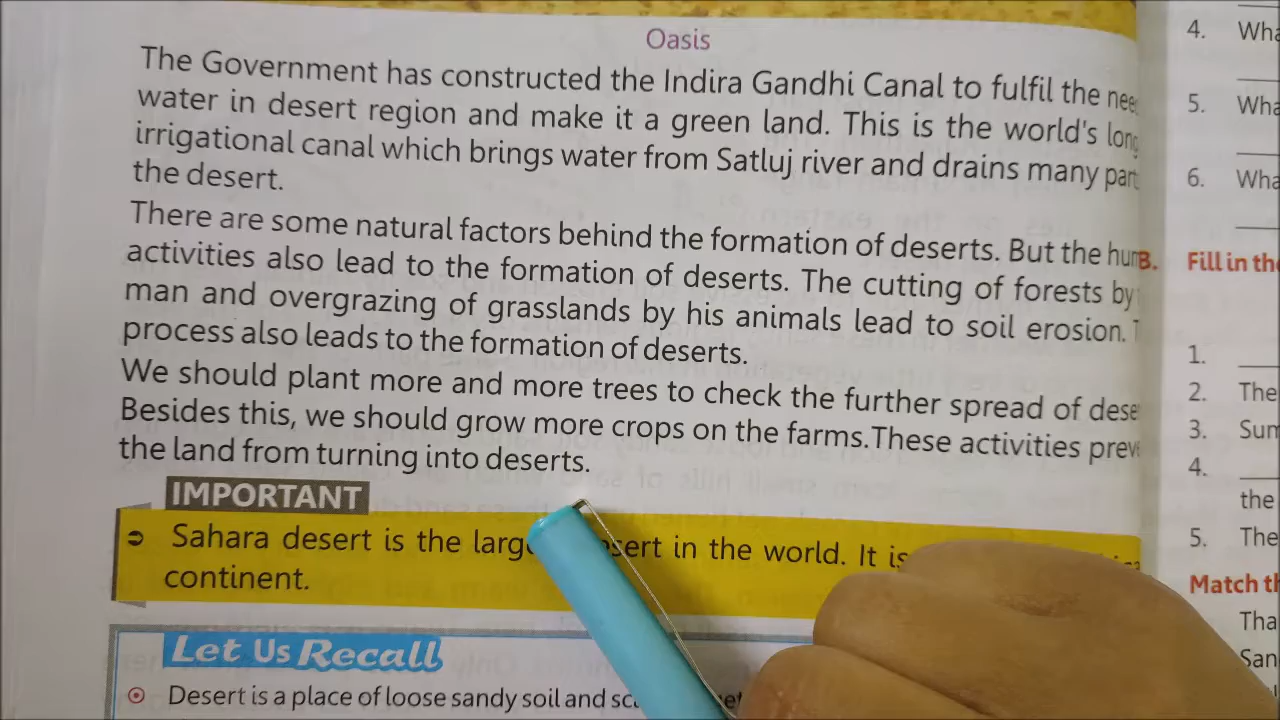 Oasis
The Government has constructed the Indira Gandhi Canal to fulfil the
water in desert region and make it a green land. This is the world's
irrigational canal which brings water from Satluj river and drains many
the desert.
There are some natural factors behind the formation of deserts. But the
activities also lead to the formation of deserts. The cutting of forests by
man and overgrazing of grasslands by his animals lead to soil erosion.
process also leads to the formation of deserts.
We should plant more and more trees to check the further spread of
Besides this, we should grow more crops on the farms.These activities
the land from turning into deserts.
IMPORTANT
Sahara desert is the in the world. It is
continent.
Let Us Recall
Desert is a place of loose sandy soil and
4.
5.
6.
B. Fill in
1.
2. The
3.
4.
the
5. The
Match